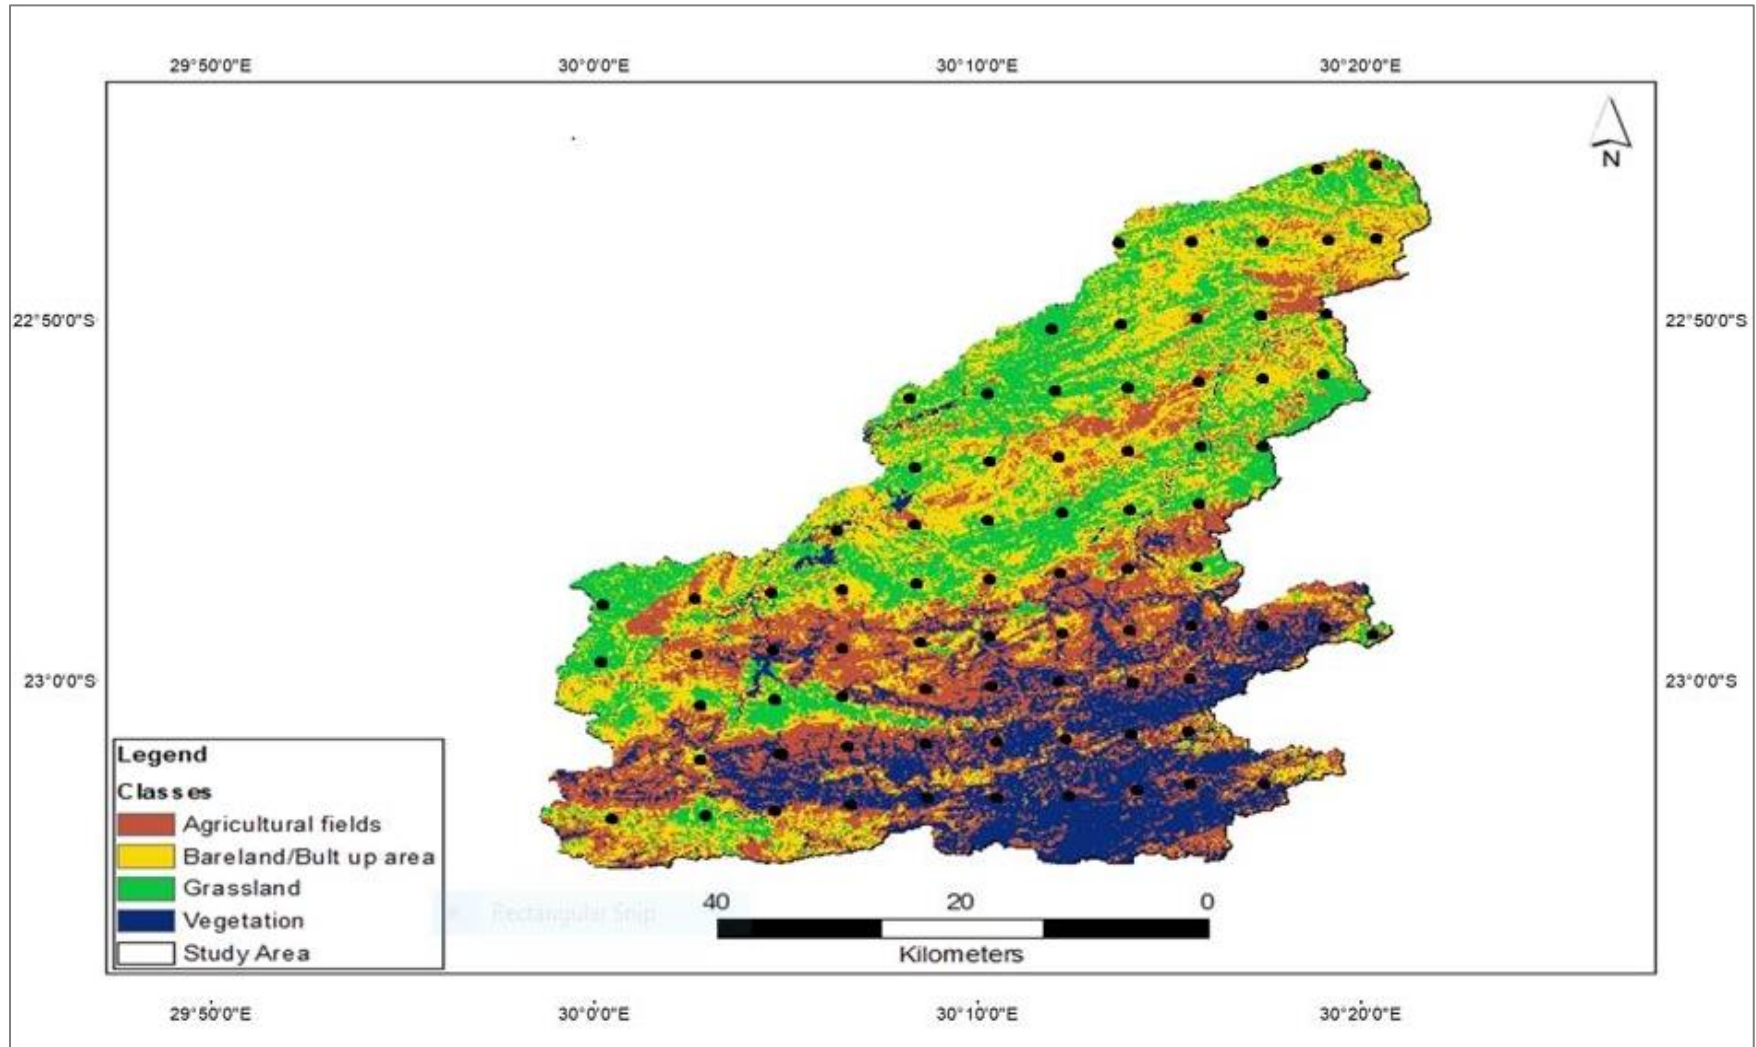 29°50'0"E 30°0'0"E 30°10'0"E 30°20'0"E
N
22°50'0"S 22°50'0"S
23°0'0"S 23°0'0"S
Legend
Classes
Agricultural fields
Bareland/Bult up area
Grassland
Vegetation
Study Area
Rectangular Snip
40 20 0
Kilometers
29°50'0"E 30°0'0"E 30°10'0"E 30°20'0"E